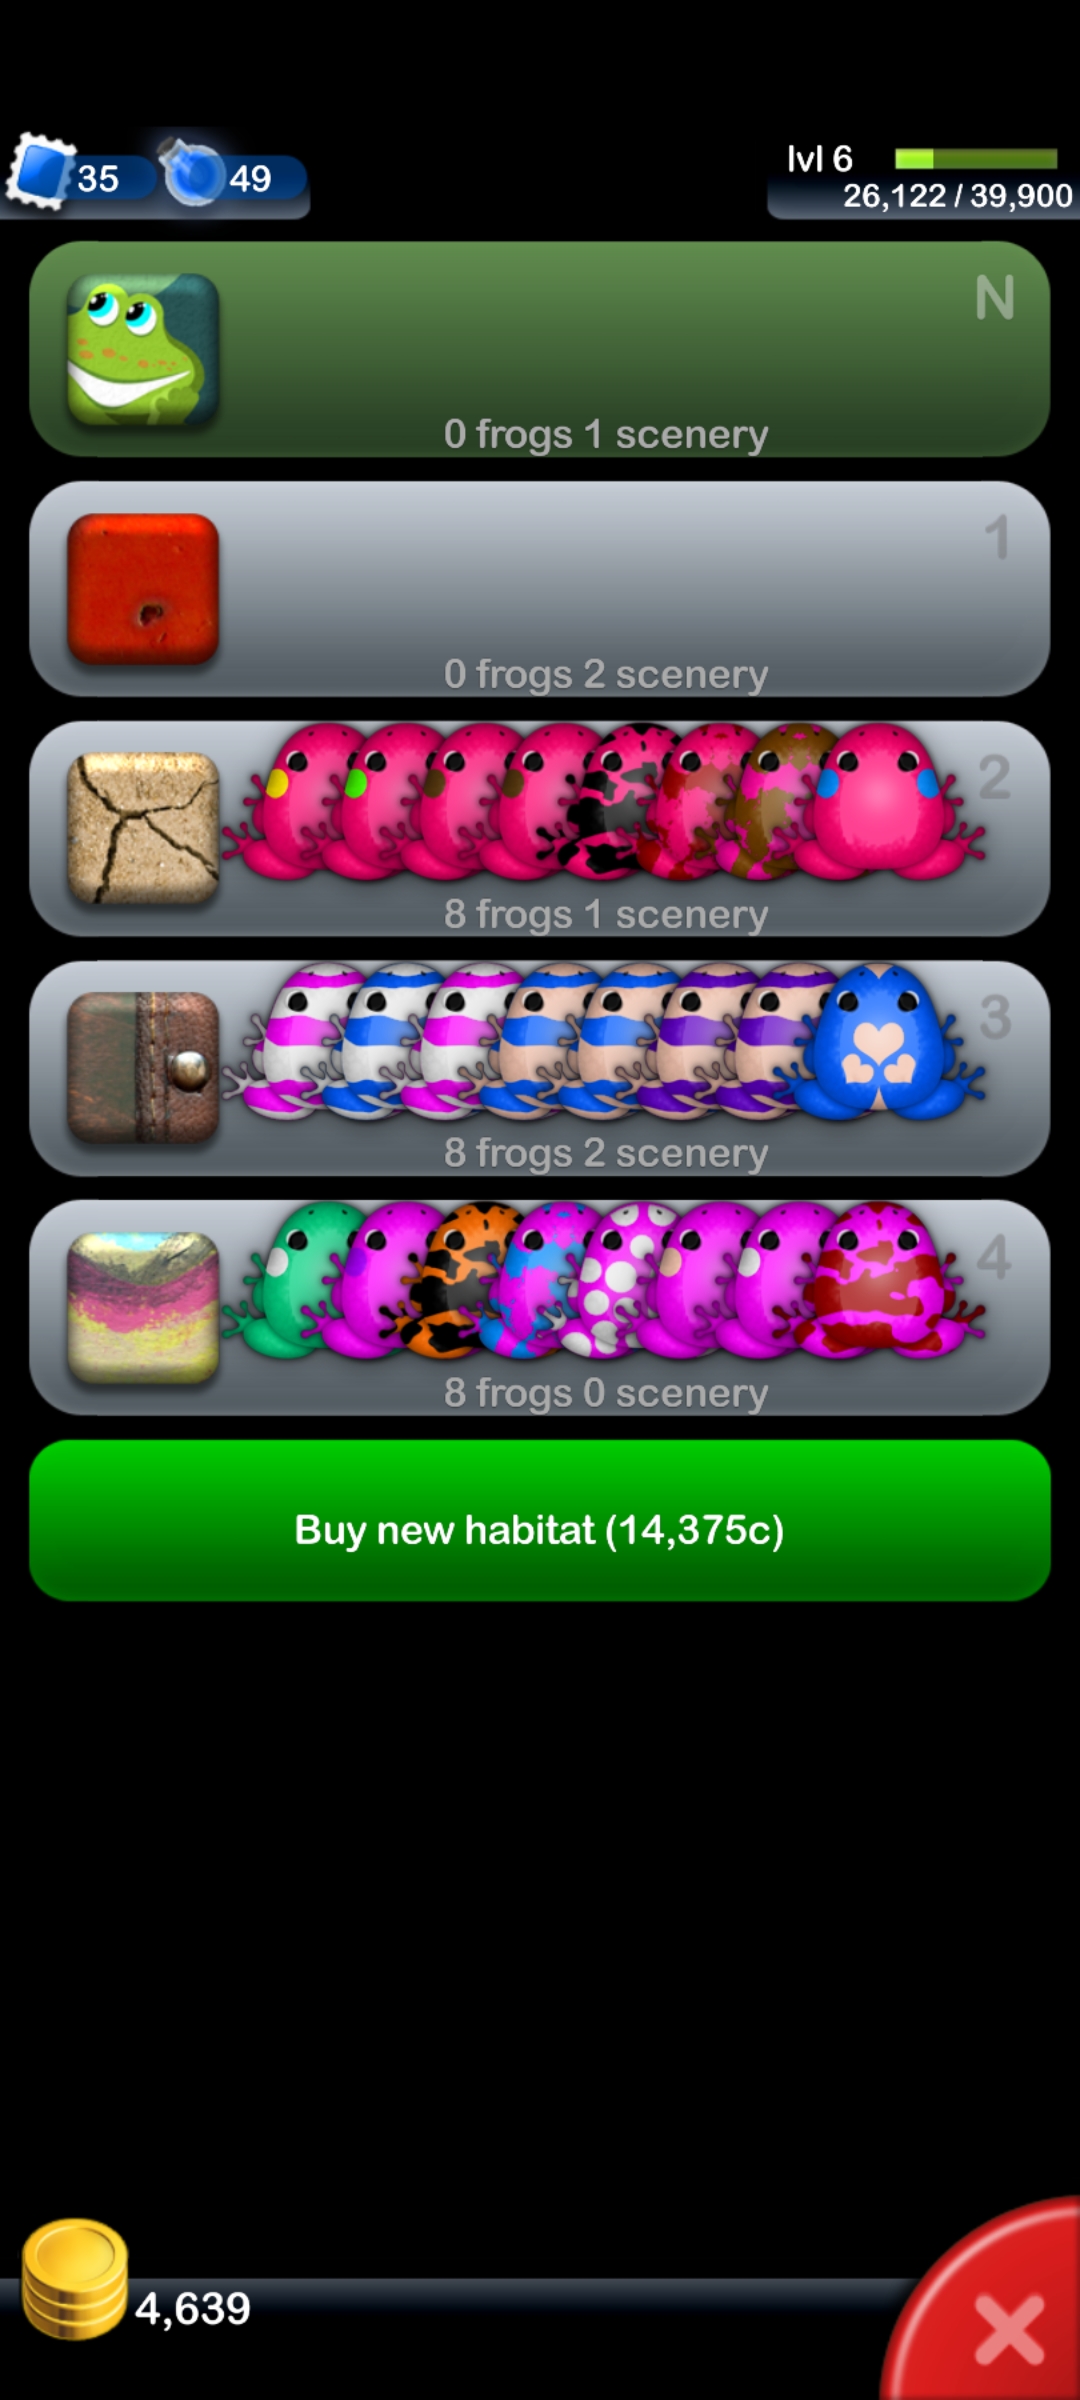 35
49
lvl 6
26,122 / 39,900
N
0 frogs 1 scenery
1
0 frogs 2 scenery
2
8 frogs 1 scenery
3
8 frogs 2 scenery
4
8 frogs 0 scenery
Buy new habitat (14,375c)
4,639